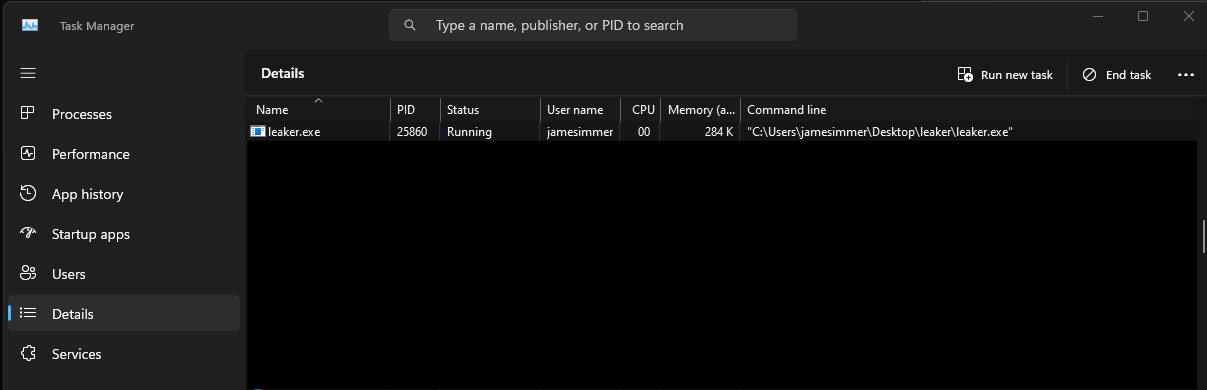 Task Manager
Type a name, publisher, or PID to search
Details
Run new task
End task
Processes
Performance
App history
Startup apps
Users
Details
Services
Name PID Status User name CPU Memory (a... Command line
leaker.exe 25860 Running jamesimmer 00 284 K "C:\Users\jamesimmer\Desktop\leaker\leaker.exe"